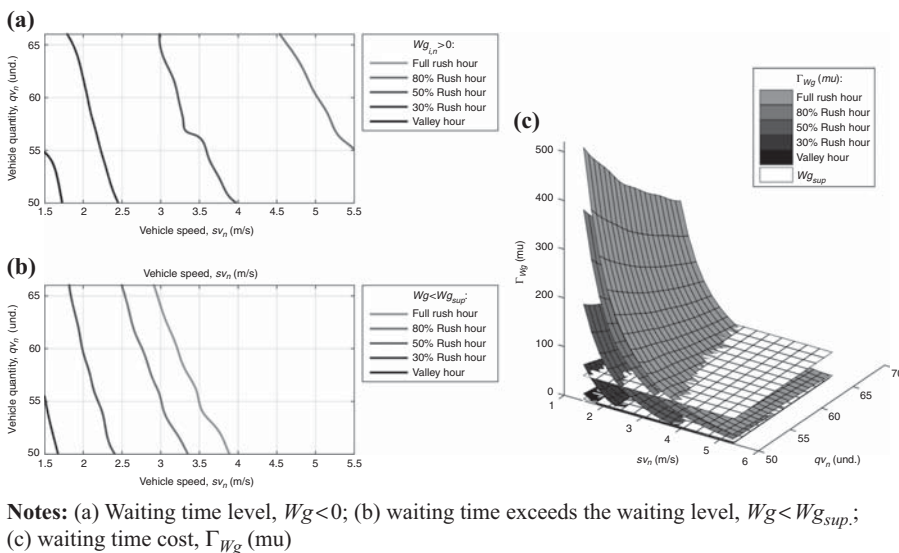 (a)
65
60
55
50
Vehicle quantity, qv_n (und.)
1.5 2 2.5 3 3.5 4 4.5 5 5.5
Vehicle speed, sv_n (m/s)
Wg_i,n>0:
Full rush hour
80% Rush hour
50% Rush hour
30% Rush hour
Valley hour
(b)
Vehicle speed, sv_n (m/s)
65
60
55
50
Vehicle quantity, qv_n (und.)
1.5 2 2.5 3 3.5 4 4.5 5 5.5
Vehicle speed, sv_n (m/s)
Wg<Wg_sup:
Full rush hour
80% Rush hour
50% Rush hour
30% Rush hour
Valley hour
(c)
Γ_Wg (mu):
Full rush hour
80% Rush hour
50% Rush hour
30% Rush hour
Valley hour
Wg_sup
500
400
300
200
100
0
Γ_Wg (mu)
1 2 3 4 5 6
sv_n (m/s)
50 55 60 65 70
qv_n (und.)
Notes: (a) Waiting time level, Wg<0; (b) waiting time exceeds the waiting level, Wg<Wg_sup.;
(c) waiting time cost, Γ_Wg (mu)